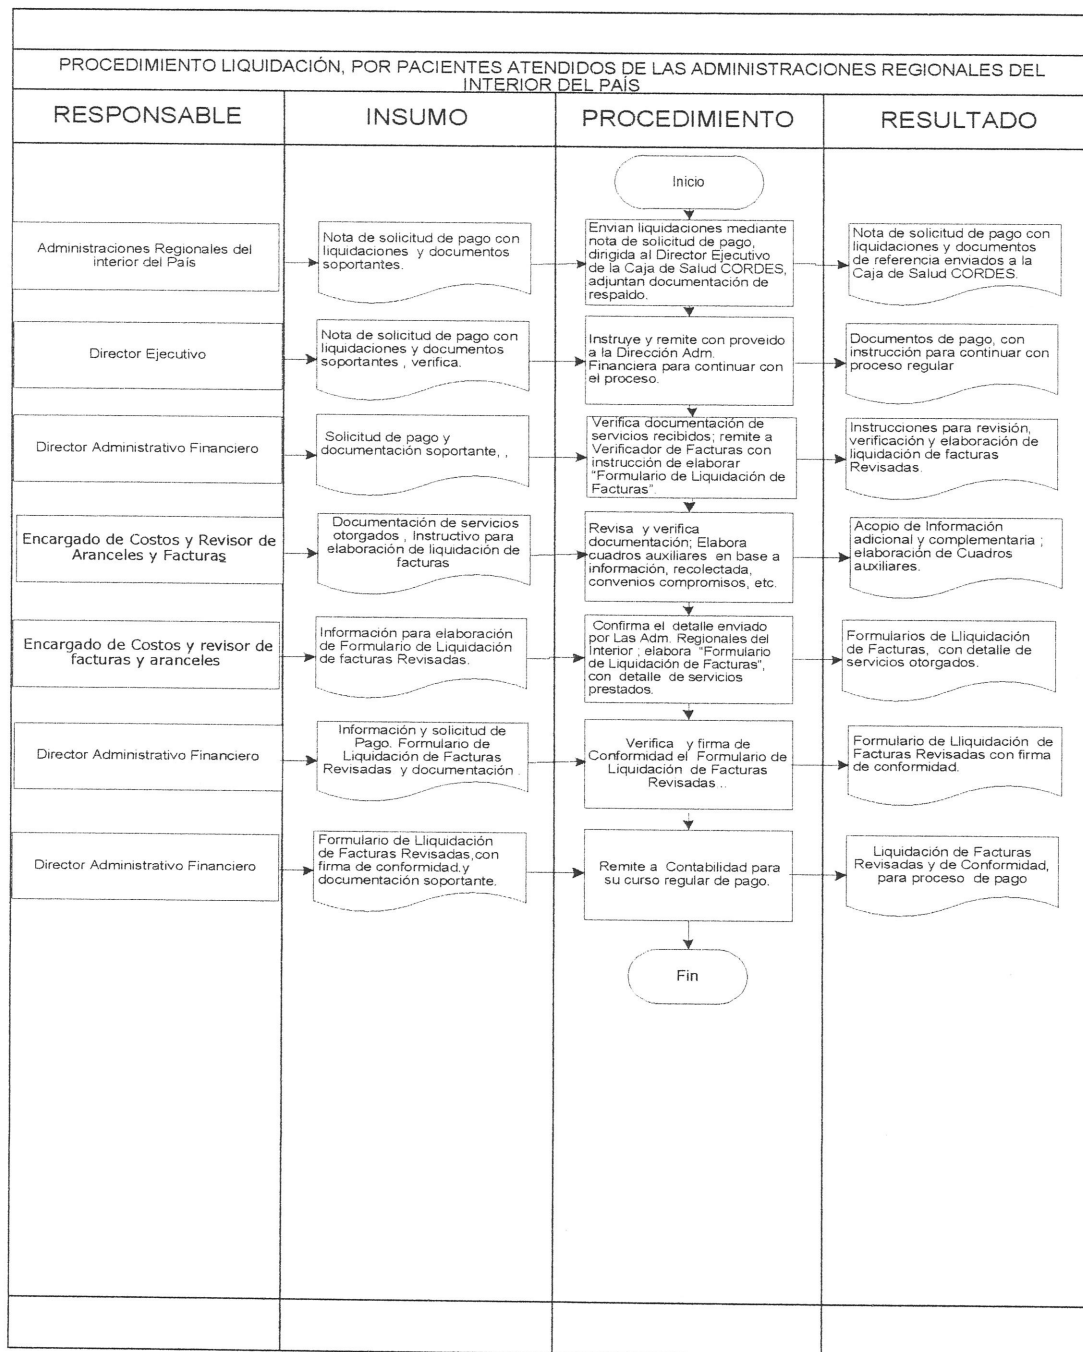 PROCEDIMIENTO LIQUIDACIÓN, POR PACIENTES ATENDIDOS DE LAS ADMINISTRACIONES REGIONALES DEL
INTERIOR DEL PAÍS
RESPONSABLE
INSUMO
PROCEDIMIENTO
RESULTADO
Inicio
Administraciones Regionales del
interior del País
Nota de solicitud de pago con
liquidaciones y documentos
soportantes.
Envian liquidaciones mediante
nota de solicitud de pago,
dirigida al Director Ejecutivo
de la Caja de Salud CORDES,
adjuntan documentación de
respaldo.
Nota de solicitud de pago con
liquidaciones y documentos
de referencia enviados a la
Caja de Salud CORDES.
Director Ejecutivo
Nota de solicitud de pago con
liquidaciones y documentos
soportantes , verifica.
Instruye y remite con proveido
a la Dirección Adm.
Financiera para continuar con
el proceso.
Documentos de pago, con
instrucción para continuar con
proceso regular
Director Administrativo Financiero
Solicitud de pago y
documentación soportante, ,
Verifica documentación de
servicios recibidos; remite a
Verificador de Facturas con
instrucción de elaborar
“Formulario de Liquidación de
Facturas”.
Instrucciones para revisión,
verificación y elaboración de
liquidación de facturas
Revisadas.
Encargado de Costos y Revisor de
Aranceles y Facturas
Documentación de servicios
otorgados , Instructivo para
elaboración de liquidación de
facturas
Revisa y verifica
documentación; Elabora
cuadros auxiliares en base a
información, recolectada,
convenios compromisos, etc.
Acopio de Información
adicional y complementaria ;
elaboración de Cuadros
auxiliares.
Encargado de Costos y revisor de
facturas y aranceles
Información para elaboración
de Formulario de Liquidación
de facturas Revisadas.
Confirma el detalle enviado
por Las Adm. Regionales del
Interior ; elabora “Formulario
de Liquidación de Facturas”,
con detalle de servicios
prestados.
Formularios de Lliquidación
de Facturas, con detalle de
servicios otorgados.
Director Administrativo Financiero
Información y solicitud de
Pago. Formulario de
Liquidación de Facturas
Revisadas y documentación .
Verifica y firma de
Conformidad el Formulario de
Liquidación de Facturas
Revisadas ..
Formulario de Lliquidación de
Facturas Revisadas con firma
de conformidad.
Director Administrativo Financiero
Formulario de Lliquidación
de Facturas Revisadas,con
firma de conformidad.y
documentación soportante.
Remite a Contabilidad para
su curso regular de pago.
Liquidación de Facturas
Revisadas y de Conformidad,
para proceso de pago
Fin